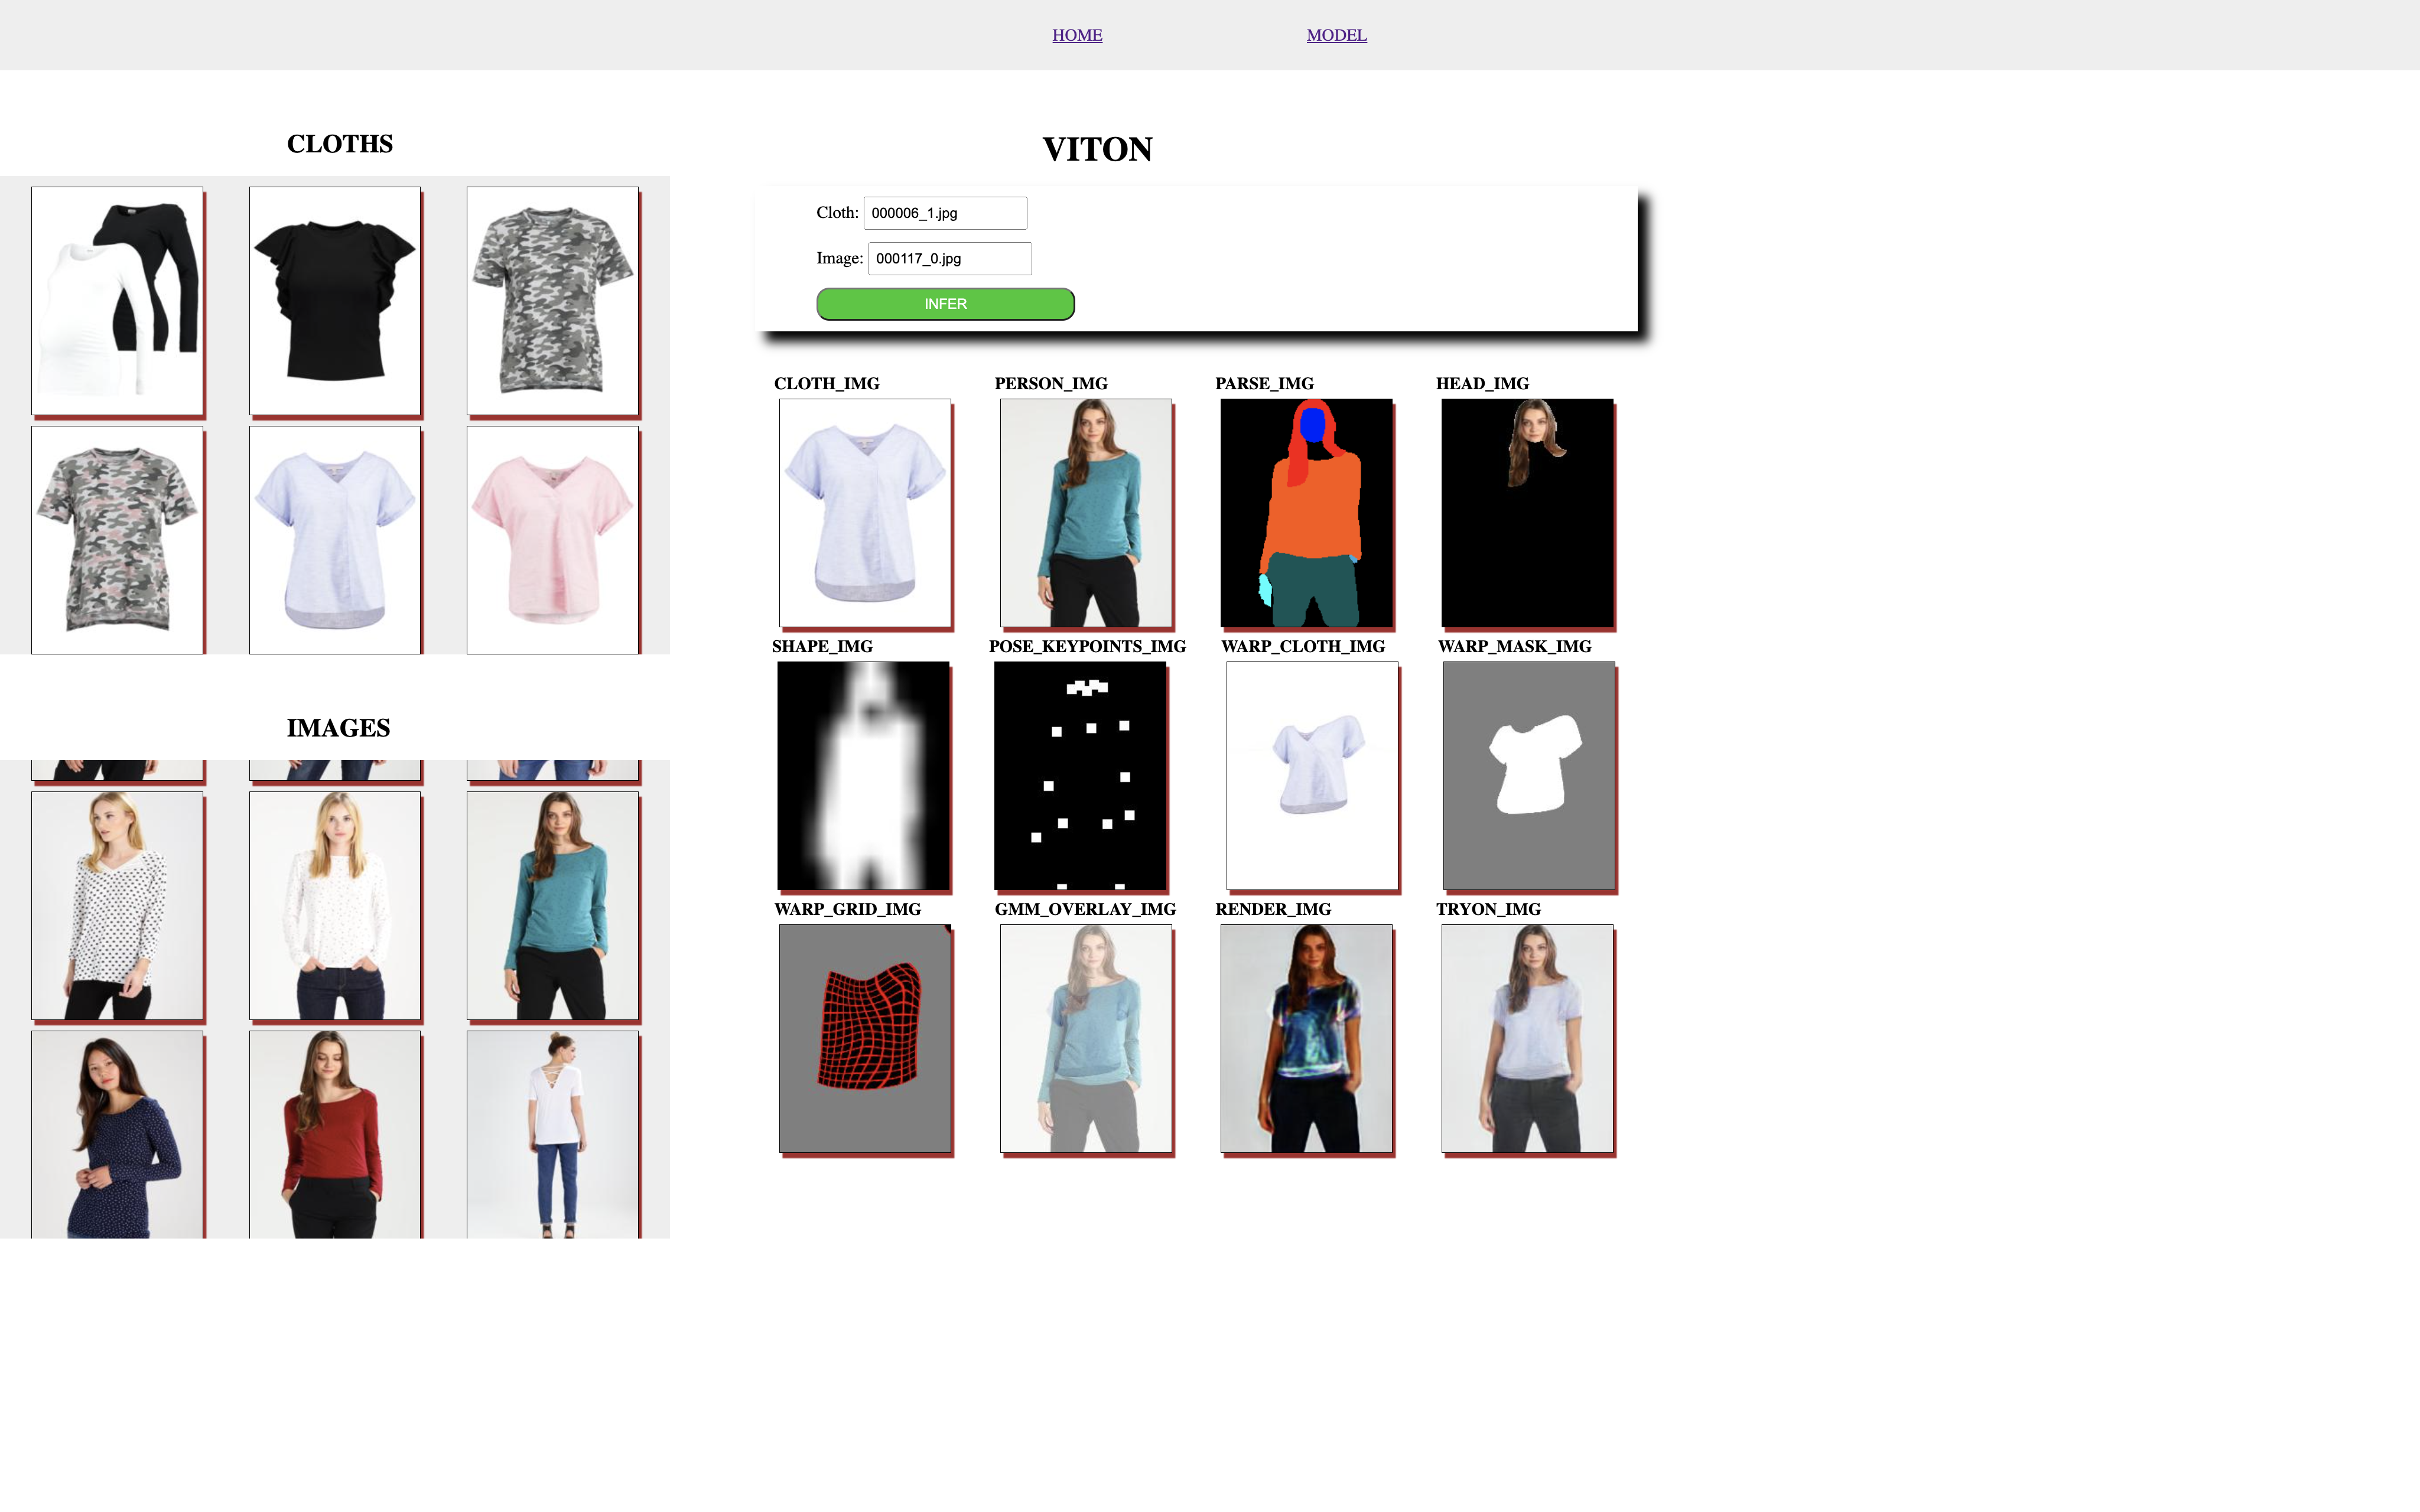 HOME
MODEL
CLOTHS
IMAGES
VITON
Cloth: 000006_1.jpg
Image: 000117_0.jpg
INFER
CLOTH_IMG
PERSON_IMG
PARSE_IMG
HEAD_IMG
SHAPE_IMG
POSE_KEYPOINTS_IMG
WARP_CLOTH_IMG
WARP_MASK_IMG
WARP_GRID_IMG
GMM_OVERLAY_IMG
RENDER_IMG
TRYON_IMG